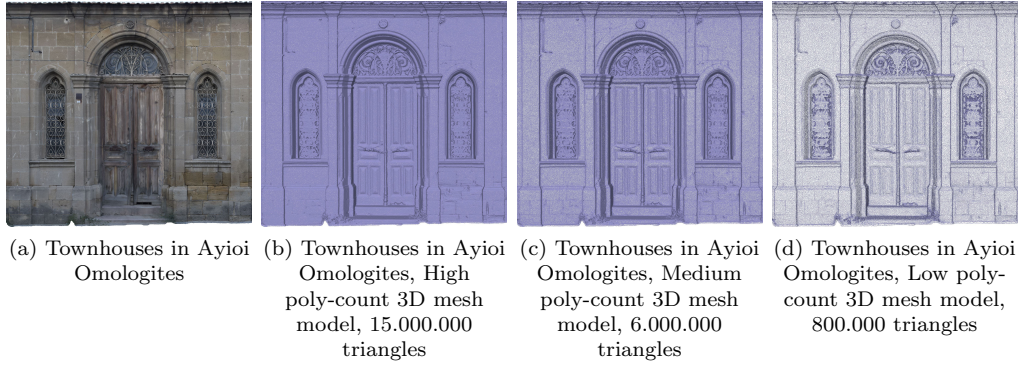 (a) Townhouses in Ayioi
Omologites
(b) Townhouses in Ayioi
Omologites, High
poly-count 3D mesh
model, 15.000.000
triangles
(c) Townhouses in Ayioi
Omologites, Medium
poly-count 3D mesh
model, 6.000.000
triangles
(d) Townhouses in Ayioi
Omologites, Low poly-
count 3D mesh model,
800.000 triangles